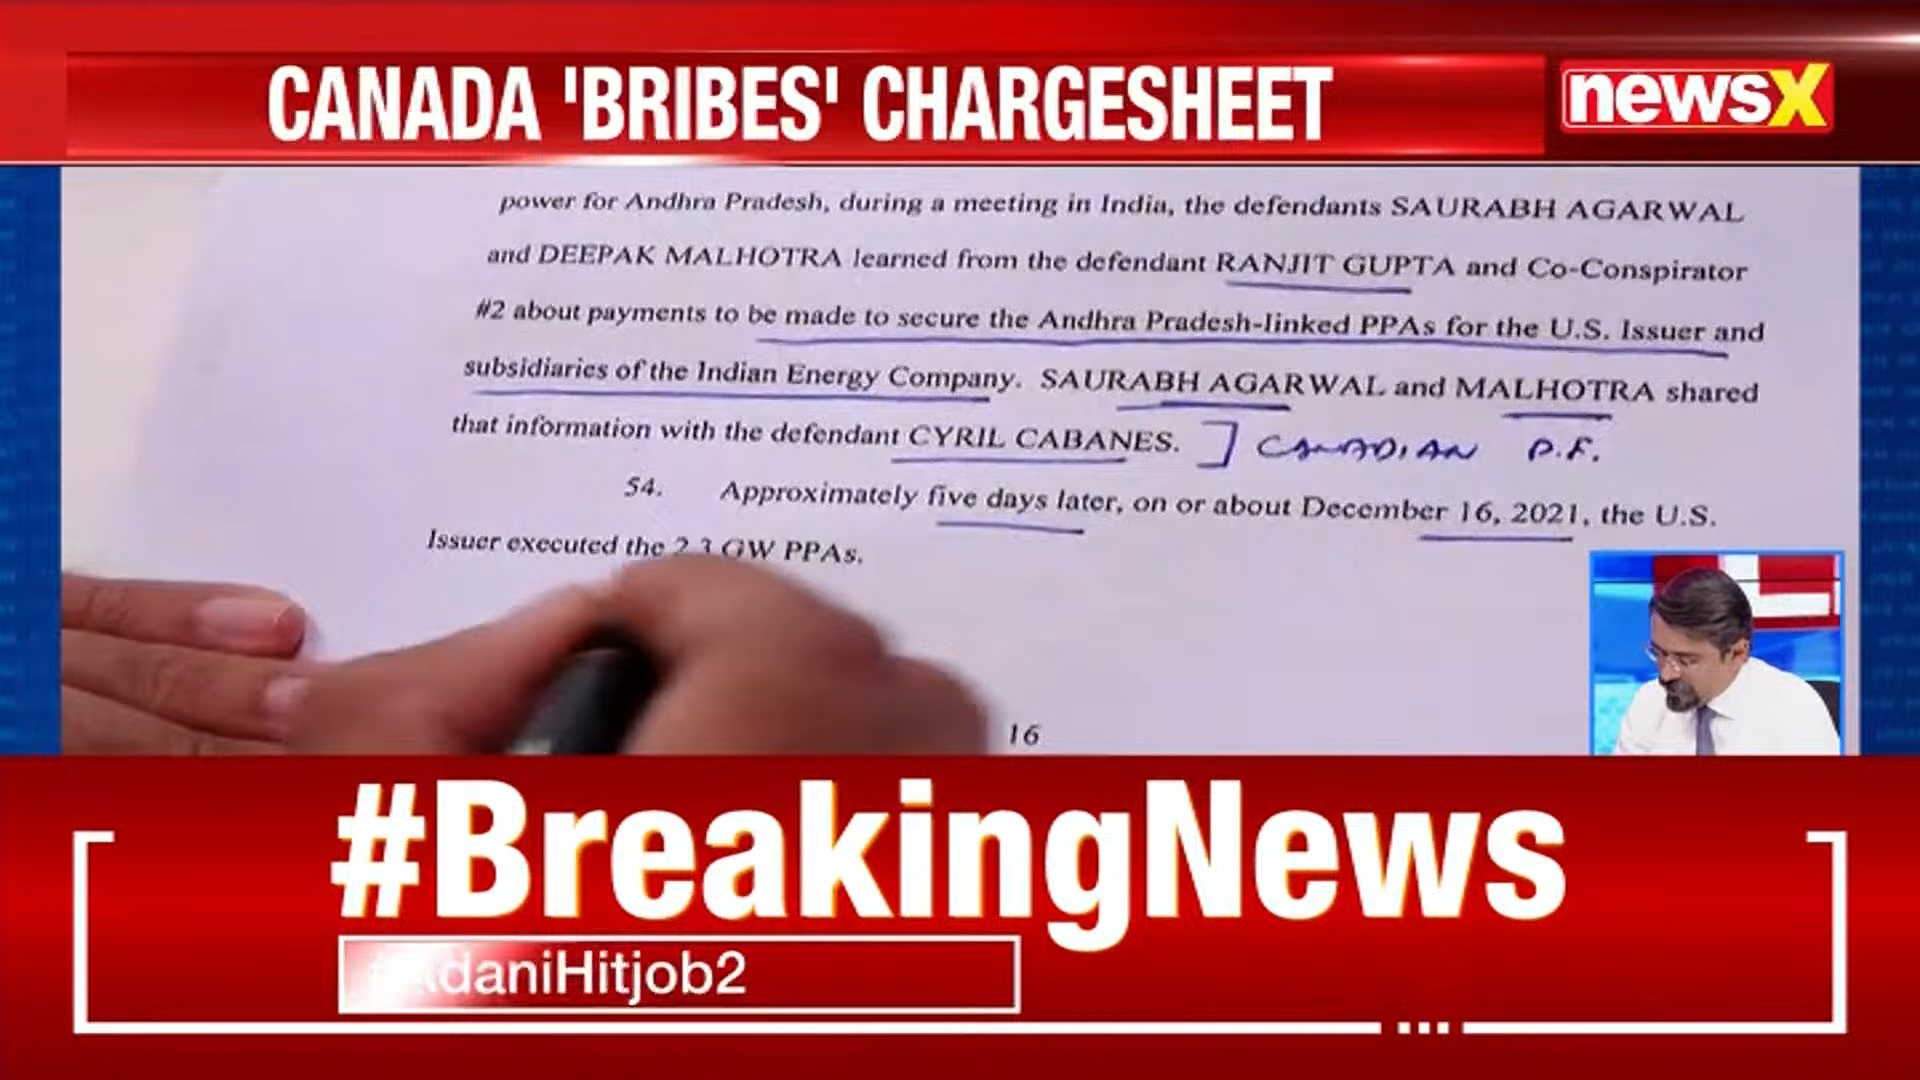 CANADA 'BRIBES' CHARGESHEET
newsX
power for Andhra Pradesh, during a meeting in India, the defendants SAURABH AGARWAL
and DEEPAK MALHOTRA learned from the defendant RANJIT GUPTA and Co-Conspirator
#2 about payments to be made to secure the Andhra Pradesh-linked PPAs for the U.S. Issuer and
subsidiaries of the Indian Energy Company. SAURABH AGARWAL and MALHOTRA shared
that information with the defendant CYRIL CABANES. ] CANADIAN P.F.
54. Approximately five days later, on or about December 16, 2021, the U.S.
Issuer executed the 2.3 GW PPAs.
16
#BreakingNews
#AdaniHitjob2